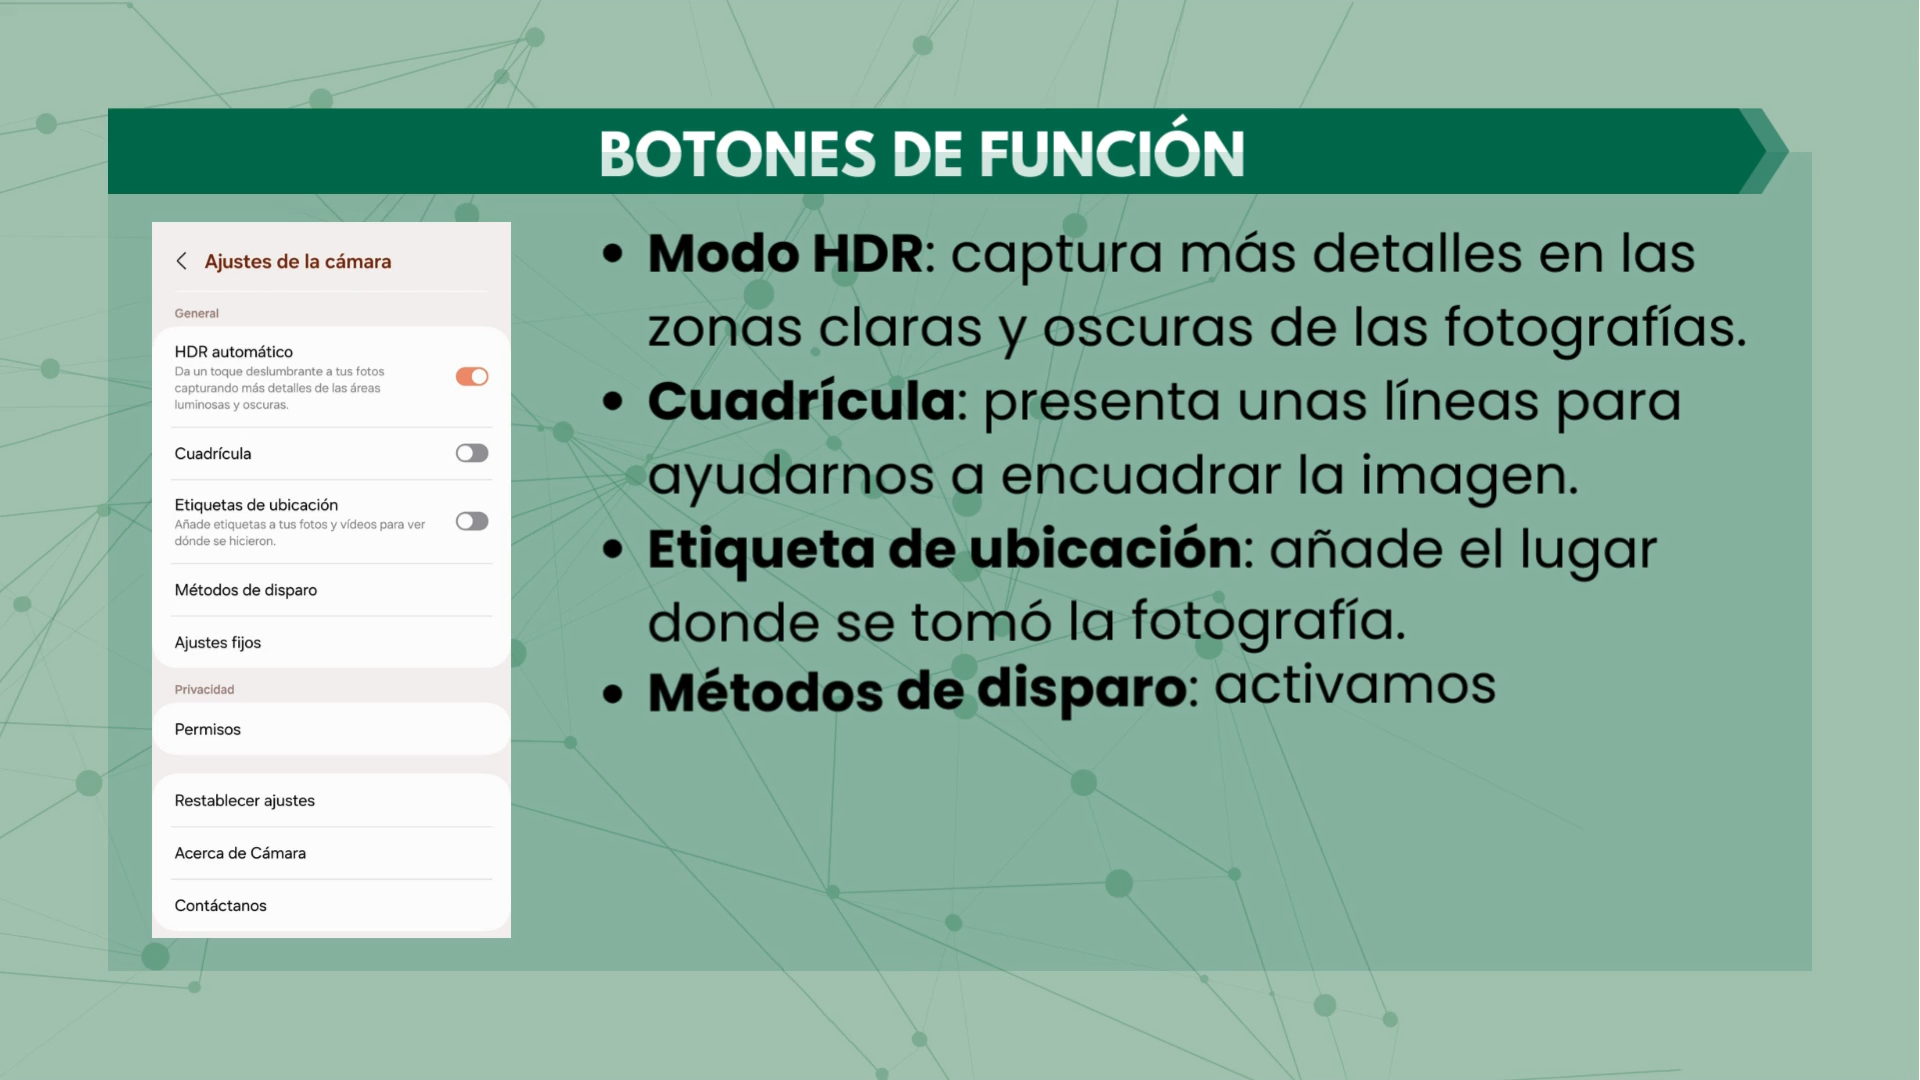 BOTONES DE FUNCIÓN
Ajustes de la cámara
General
HDR automático
Da un toque deslumbrante a tus fotos
capturando más detalles de las áreas
luminosas y oscuras.
Cuadrícula
Etiquetas de ubicación
Añade etiquetas a tus fotos y vídeos para ver
dónde se hicieron.
Métodos de disparo
Ajustes fijos
Privacidad
Permisos
Restablecer ajustes
Acerca de Cámara
Contáctanos
• Modo HDR: captura más detalles en las
zonas claras y oscuras de las fotografías.
• Cuadrícula: presenta unas líneas para
ayudarnos a encuadrar la imagen.
• Etiqueta de ubicación: añade el lugar
donde se tomó la fotografía.
• Métodos de disparo: activamos